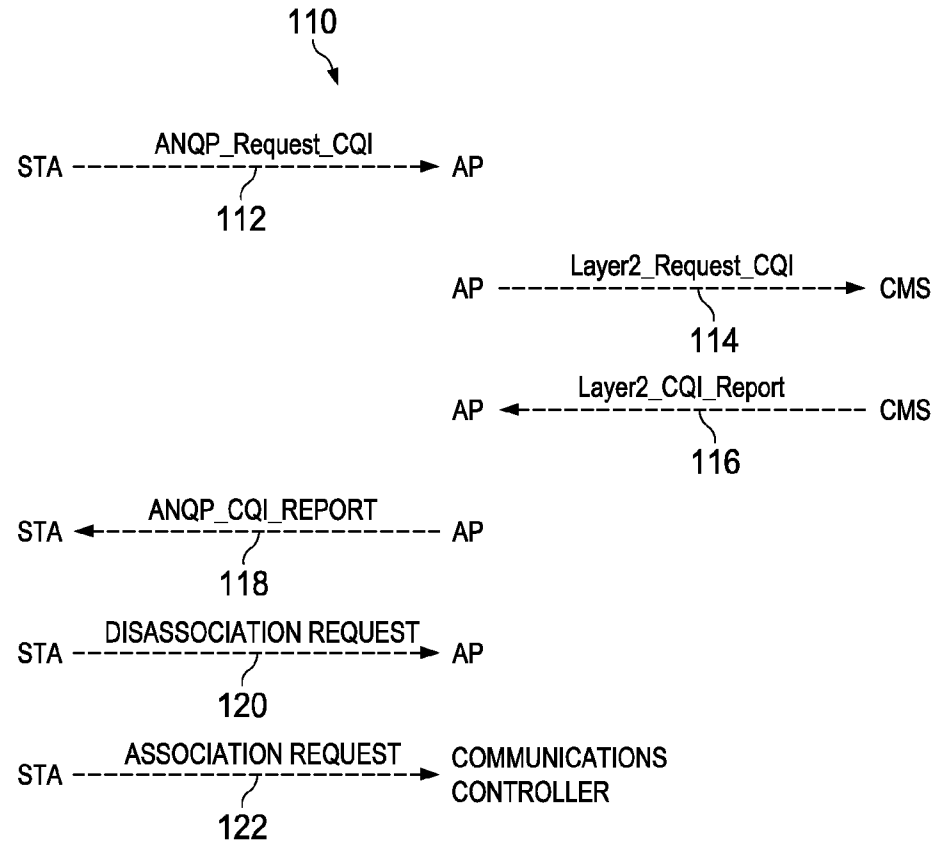 110
ANQP_Request_CQI
STA AP
112
Layer2_Request_CQI
AP CMS
114
Layer2_CQI_Report
AP CMS
116
ANQP_CQI_REPORT
STA AP
118
DISASSOCIATION REQUEST
STA AP
120
ASSOCIATION REQUEST
STA COMMUNICATIONS
CONTROLLER
122